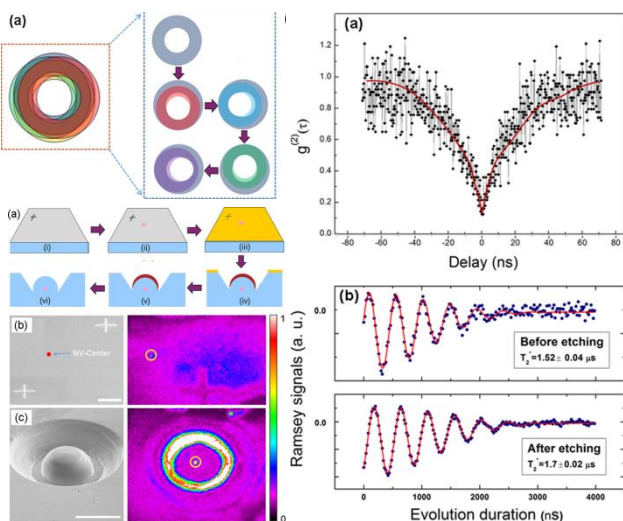 (a)
(a)
(i)
(ii)
(iii)
(vi)
(v)
(iv)
(b)
NV-Center
1
(c)
0
(a)
1.4
1.2
1.0
0.8
0.6
0.4
0.2
0.0
g⁽²⁾(τ)
-80 -60 -40 -20 0 20 40 60 80
Delay (ns)
(b)
0.0
Before etching
T₂*=1.52± 0.04 μs
0.0
After etching
T₂*=1.7±0.02 μs
Ramsey signals (a. u. )
0 1000 2000 3000 4000
Evolution duration (ns)